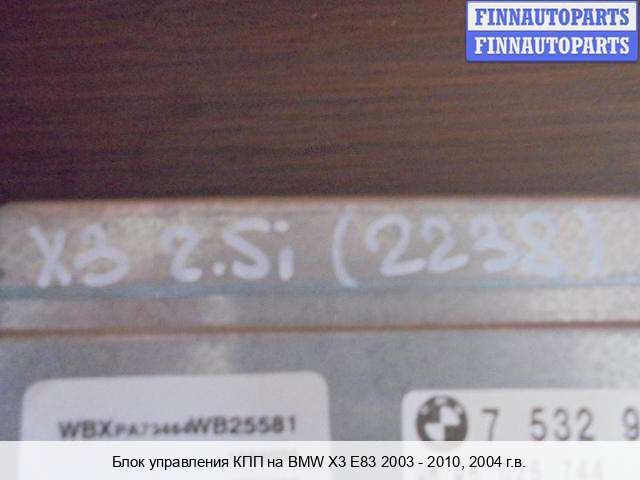 FINNAUTOPARTS
FINNAUTOPARTS
X3 2.5i (2238)
WBXPA73464WB25581
7 532 9
Блок управления КПП на BMW X3 E83 2003 - 2010, 2004 г.в.